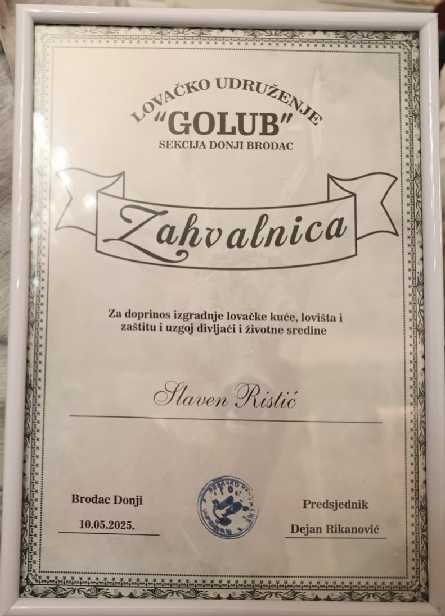 LOVAČKO UDRUŽENJE
"GOLUB"
SEKCIJA DONJI BRODAC
Zahvalnica
Za doprinos izgradnje lovačke kuće, lovišta i
zaštitu i uzgoj divljači i životne sredine
Slaven Ristić
Brodac Donji
10.05.2025.
Predsjednik
Dejan Rikanović